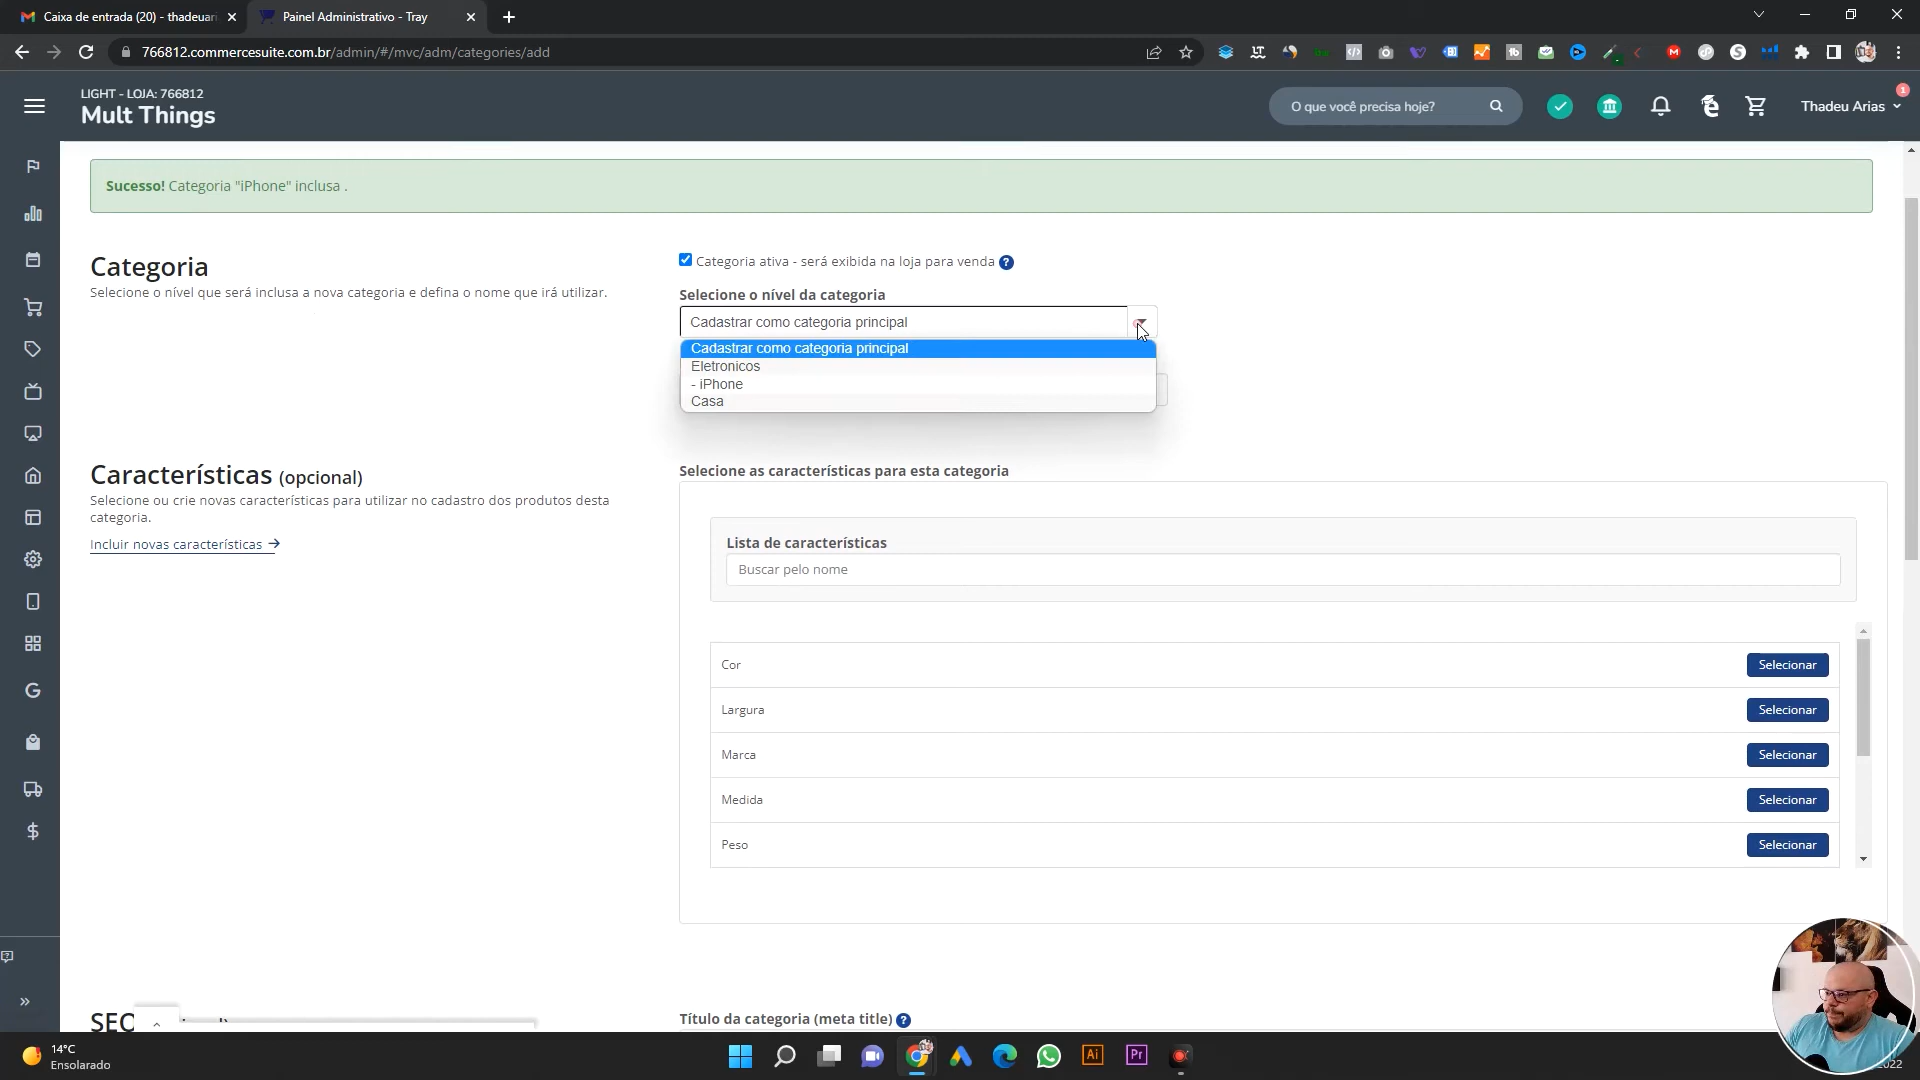 Caixa de entrada (20) - thadeuari
Painel Administrativo - Tray
766812.commercesuite.com.br/admin/#/mvc/adm/categories/add
LIGHT - LOJA: 766812
Mult Things
O que você precisa hoje?
Thadeu Arias
1
Sucesso! Categoria "iPhone" inclusa .
Categoria
Selecione o nível que será inclusa a nova categoria e defina o nome que irá utilizar.
Categoria ativa - será exibida na loja para venda ?
Selecione o nível da categoria
Cadastrar como categoria principal
Cadastrar como categoria principal
Eletronicos
- iPhone
Casa
Características (opcional)
Selecione ou crie novas características para utilizar no cadastro dos produtos desta
categoria.
Incluir novas características
Selecione as características para esta categoria
Lista de características
Buscar pelo nome
Cor Selecionar
Largura Selecionar
Marca Selecionar
Medida Selecionar
Peso Selecionar
Título da categoria (meta title) ?
14°C
Ensolarado
Ai
Pr